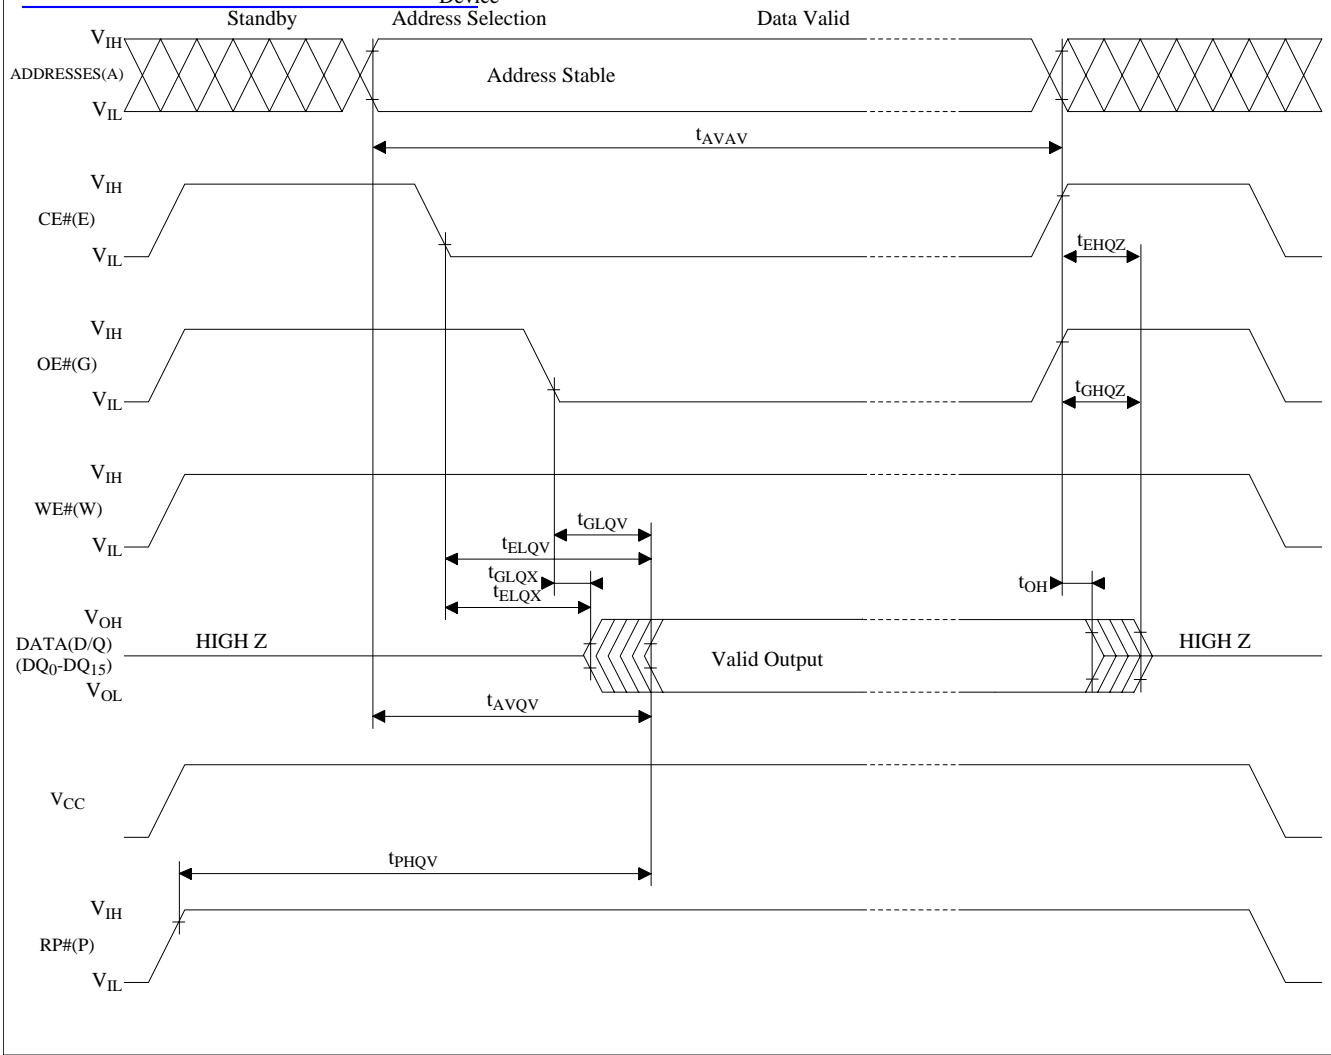 Device
Standby Address Selection Data Valid
VIH
ADDRESSES(A) Address Stable
VIL
tAVAV
VIH
CE#(E)
VIL
tEHQZ
VIH
OE#(G)
VIL
tGHQZ
VIH
WE#(W)
VIL
tGLQV
tELQV
tGLQX
tELQX
tOH
VOH
DATA(D/Q)
(DQ0-DQ15)
HIGH Z
Valid Output
HIGH Z
VOL
tAVQV
VCC
tPHQV
VIH
RP#(P)
VIL